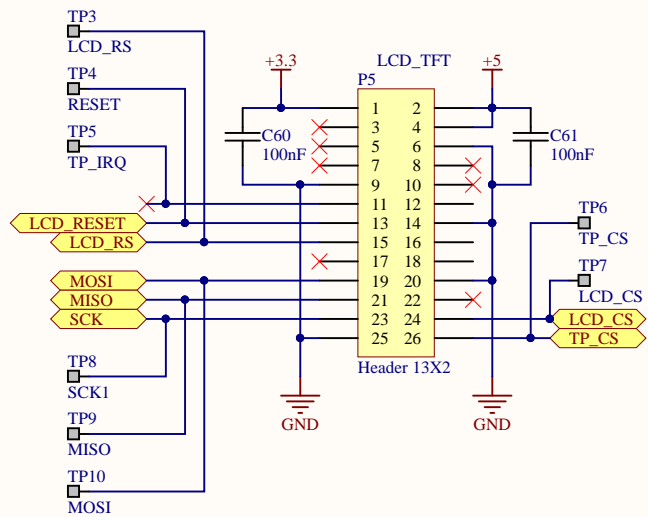 TP3
LCD_RS
TP4
RESET
TP5
TP_IRQ
+3.3
LCD_TFT
+5
P5
C60
100nF
C61
100nF
1 2
3 4
5 6
7 8
9 10
11 12
13 14
15 16
17 18
19 20
21 22
23 24
25 26
Header 13X2
LCD_RESET
LCD_RS
MOSI
MISO
SCK
TP6
TP_CS
TP7
LCD_CS
LCD_CS
TP_CS
TP8
SCK1
TP9
MISO
TP10
MOSI
GND
GND